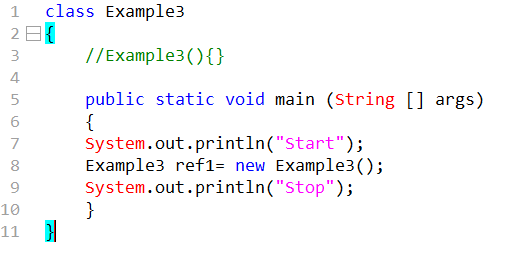 1 class Example3
2 {
3 //Example3(){}
4
5 public static void main (String [] args)
6 {
7 System.out.println("Start");
8 Example3 ref1= new Example3();
9 System.out.println("Stop");
10 }
11 }